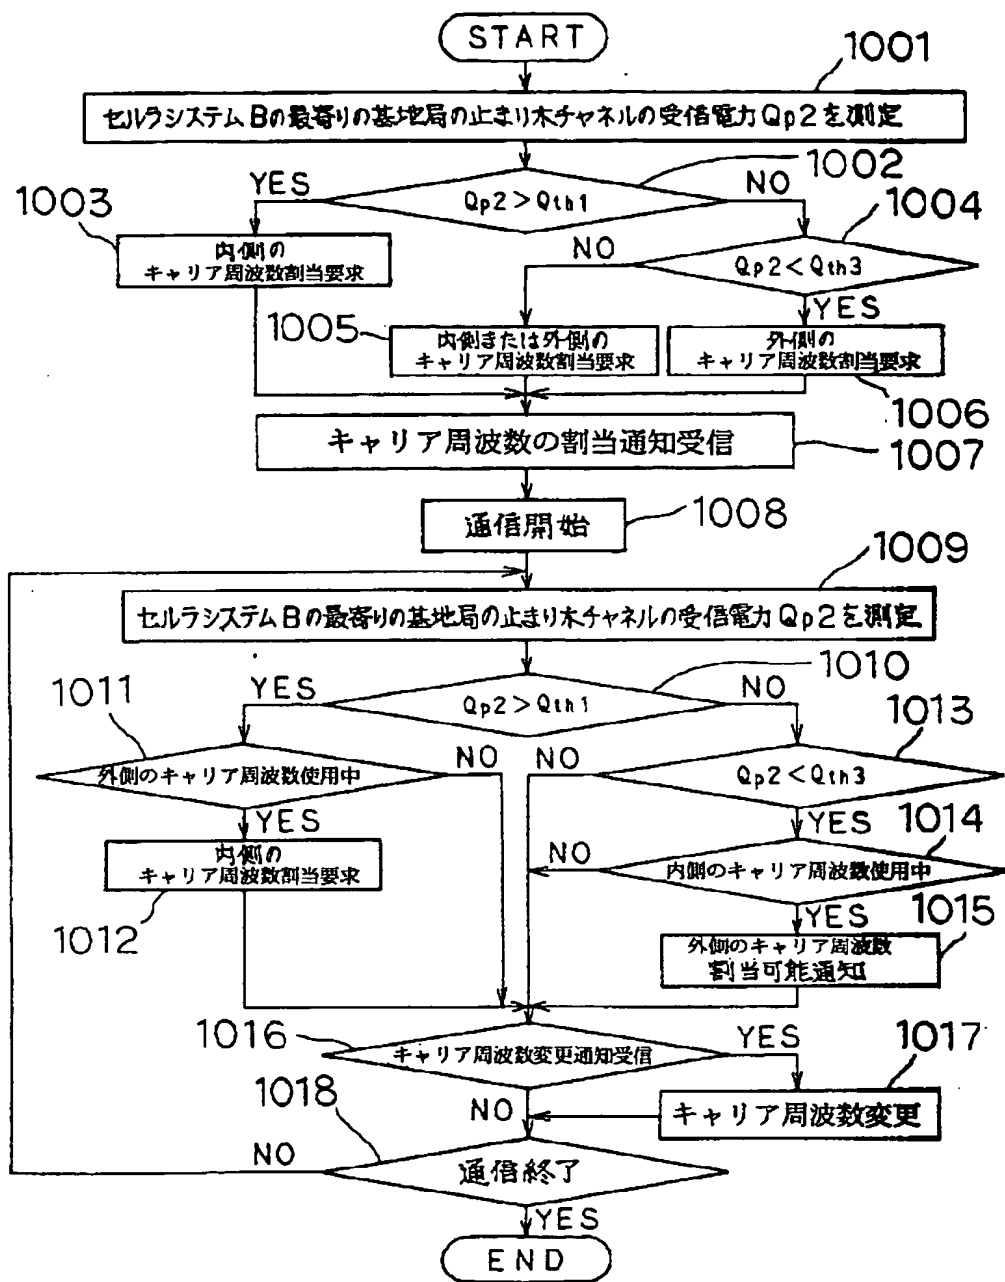 START
1001
セルラシステムBの最寄りの基地局の止まり木チャネルの受信電力Qp2を測定
1002
YES
Qp2>Qth1
NO
1003
1004
内側の
キャリア周波数割当要求
NO
Qp2<Qth3
YES
1005
内側または外側の
キャリア周波数割当要求
外側の
キャリア周波数割当要求
1006
キャリア周波数の割当通知受信
1007
通信開始
1008
1009
セルラシステムBの最寄りの基地局の止まり木チャネルの受信電力Qp2を測定
1010
1011
YES
Qp2>Qth1
NO
1013
外側のキャリア周波数使用中
NO
NO
Qp2<Qth3
YES
YES
1014
内側の
キャリア周波数割当要求
NO
内側のキャリア周波数使用中
1012
YES
1015
外側のキャリア周波数
割当可能通知
1016
キャリア周波数変更通知受信
YES
1017
1018
NO
キャリア周波数変更
NO
通信終了
YES
END